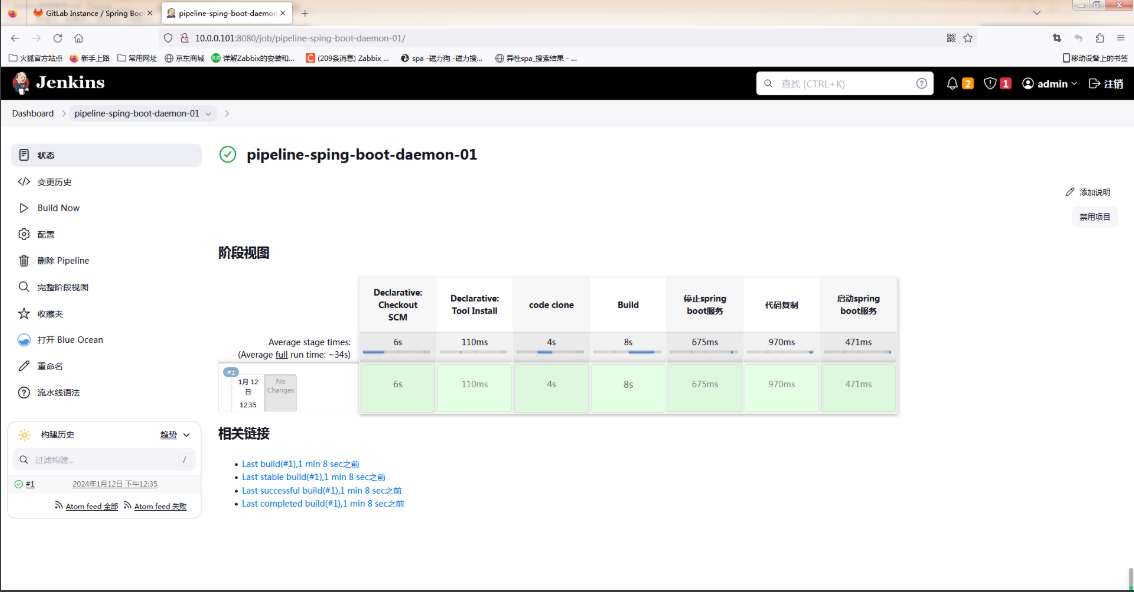 GitLab Instance / Spring Boo
pipeline-sping-boot-daemon-
10.0.0.101:8080/job/pipeline-sping-boot-daemon-01/
火狐官方站点 新手上路 常用网址 京东商城 详解Zabbix的安装和... (209条消息) Zabbix ... spa -磁力狗 -磁力搜... 异性spa_搜索结果 - ... 移动设备上的书签
Jenkins
查找 (CTRL+K)
2
1
admin
注销
Dashboard
pipeline-sping-boot-daemon-01
状态
变更历史
Build Now
配置
删除 Pipeline
完整阶段视图
收藏夹
打开 Blue Ocean
重命名
流水线语法
构建历史
趋势
过滤构建...
/
#1
2024年1月12日 下午12:35
Atom feed 全部
Atom feed 失败
pipeline-sping-boot-daemon-01
添加说明
禁用项目
阶段视图
Declarative: Checkout SCM
Declarative: Tool Install
code clone
Build
停止spring boot服务
代码复制
启动spring boot服务
Average stage times:
(Average full run time: ~34s)
6s 110ms 4s 8s 675ms 970ms 471ms
#1
1月 12日
12:35
No Changes
6s 110ms 4s 8s 675ms 970ms 471ms
相关链接
Last build(#1),1 min 8 sec之前
Last stable build(#1),1 min 8 sec之前
Last successful build(#1),1 min 8 sec之前
Last completed build(#1),1 min 8 sec之前